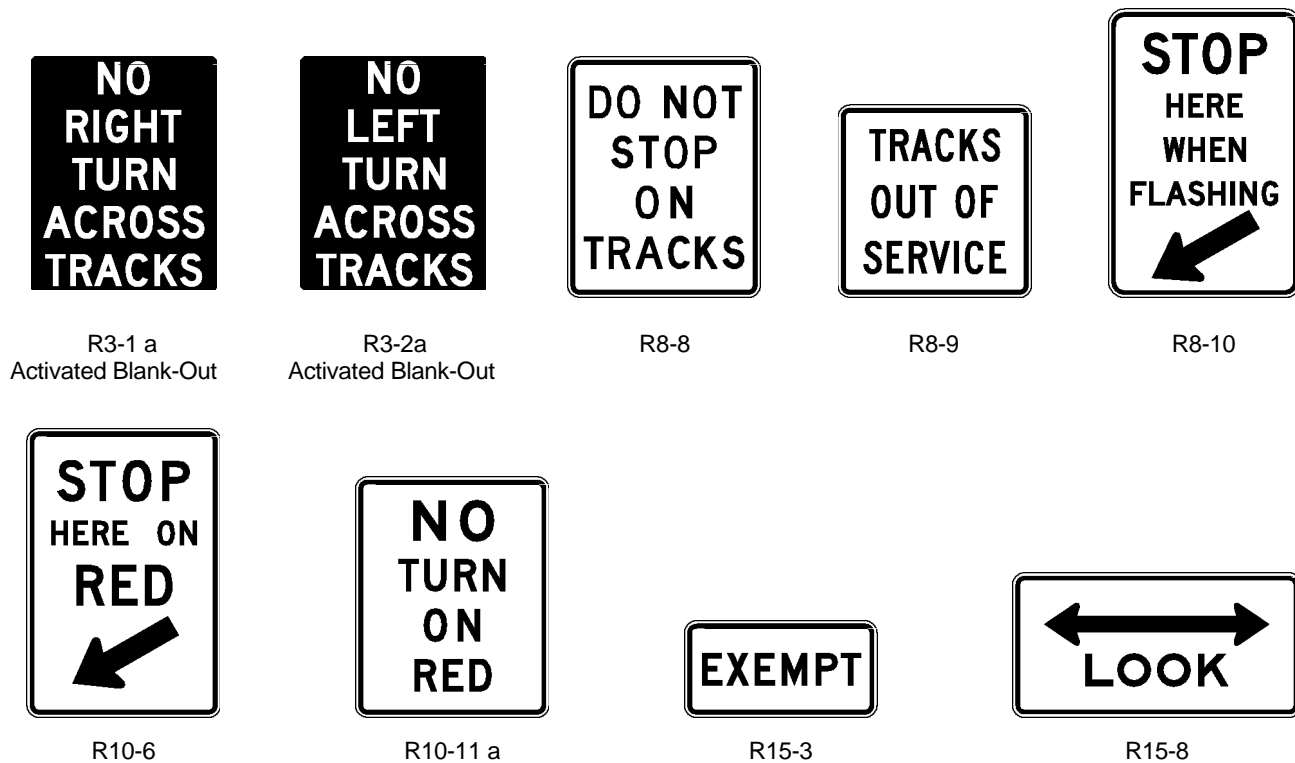 NO
RIGHT
TURN
ACROSS
TRACKS
R3-1 a
Activated Blank-Out
NO
LEFT
TURN
ACROSS
TRACKS
R3-2a
Activated Blank-Out
DO NOT
STOP
ON
TRACKS
R8-8
TRACKS
OUT OF
SERVICE
R8-9
STOP
HERE
WHEN
FLASHING
R8-10
STOP
HERE ON
RED
R10-6
NO
TURN
ON
RED
R10-11 a
EXEMPT
R15-3
LOOK
R15-8